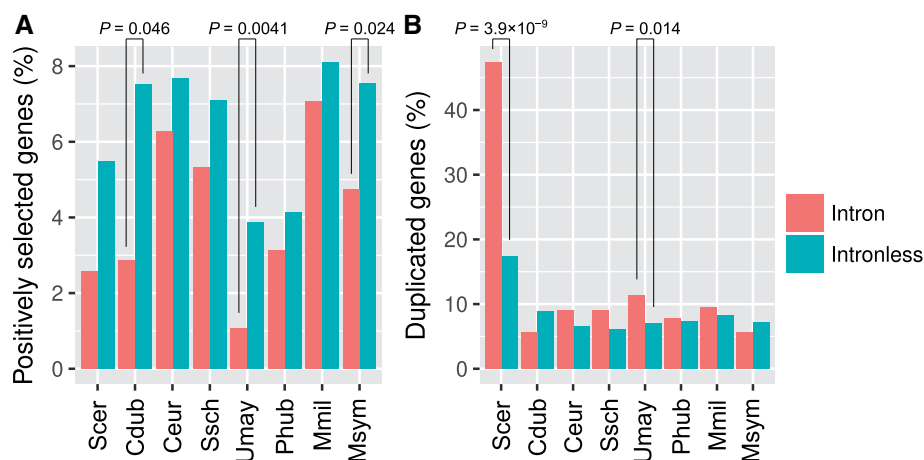 A
P = 0.046
P = 0.0041
P = 0.024
Positively selected genes (%)
8
6
4
2
0
Scer
Cdub
Ceur
Ssch
Umay
Phub
Mmil
Msym
B
P = 3.9×10⁻⁹
P = 0.014
Duplicated genes (%)
40
30
20
10
0
Scer
Cdub
Ceur
Ssch
Umay
Phub
Mmil
Msym
Intron
Intronless